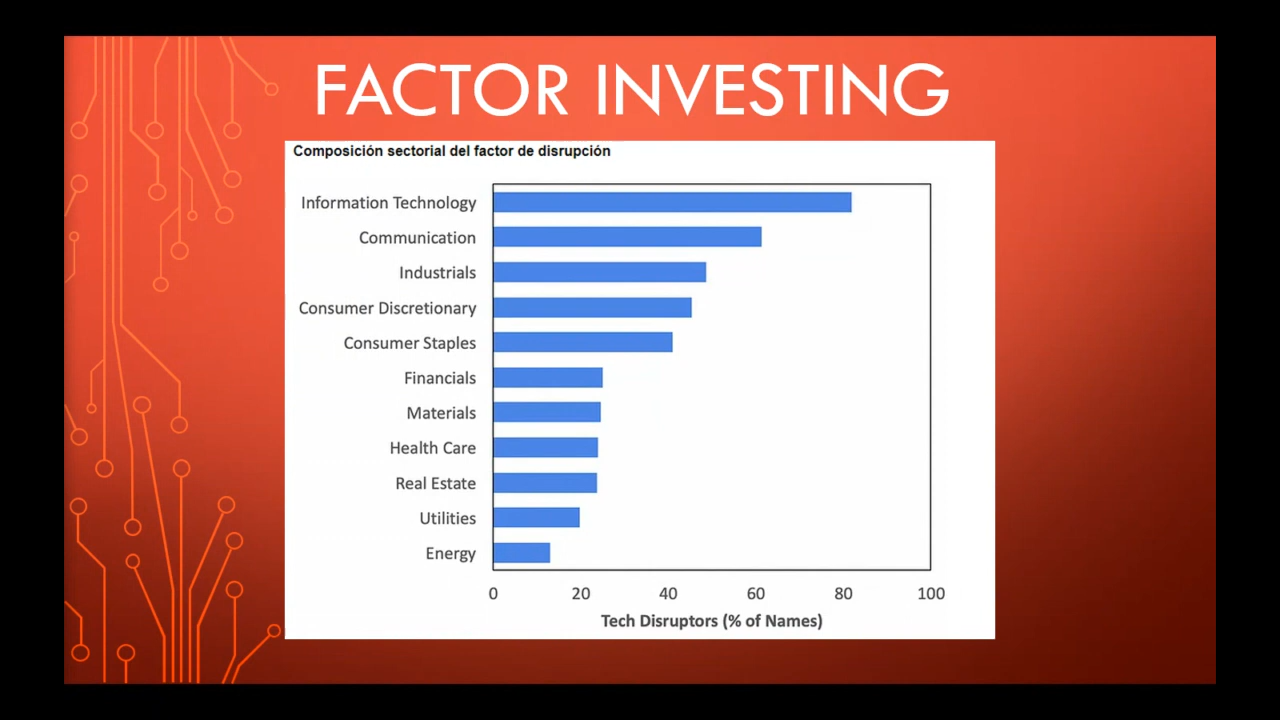 FACTOR INVESTING
Composición sectorial del factor de disrupción
Information Technology
Communication
Industrials
Consumer Discretionary
Consumer Staples
Financials
Materials
Health Care
Real Estate
Utilities
Energy
0 20 40 60 80 100
Tech Disruptors (% of Names)